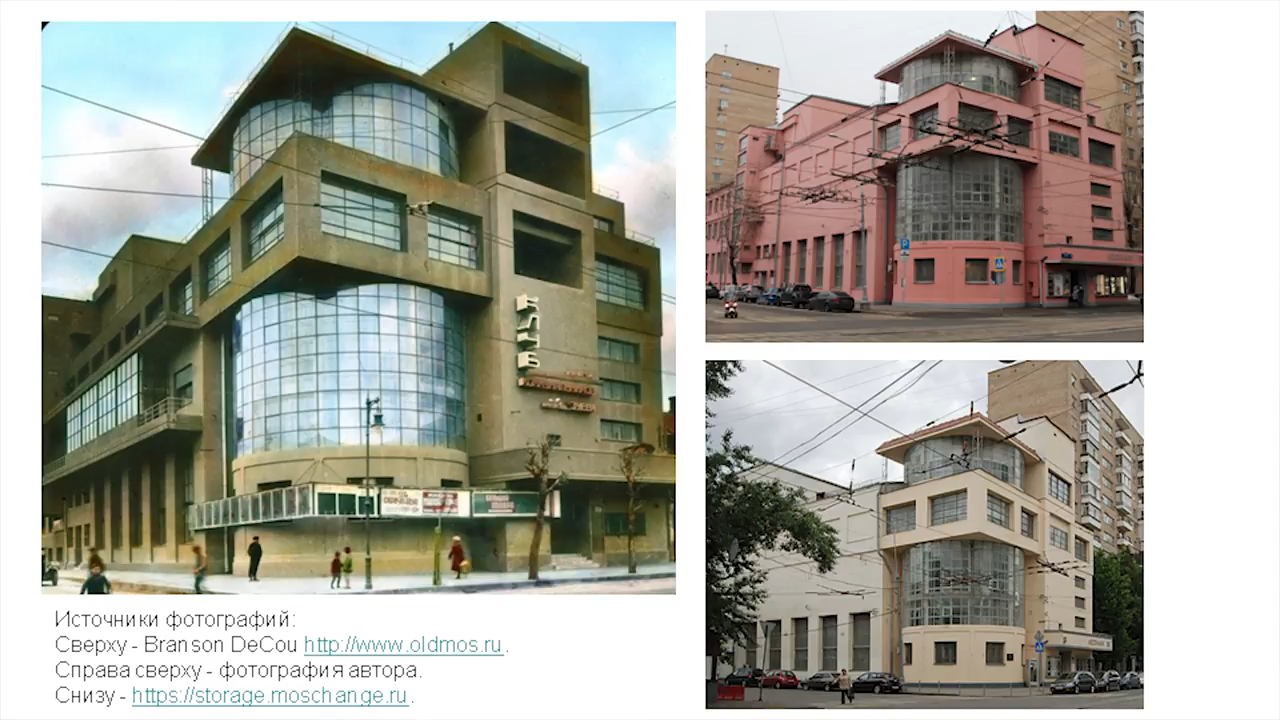 КЛУБ
Источники фотографий:
Сверху - Branson DeCou http://www.oldmos.ru.
Справа сверху - фотография автора.
Снизу - https://storage.moschange.ru.